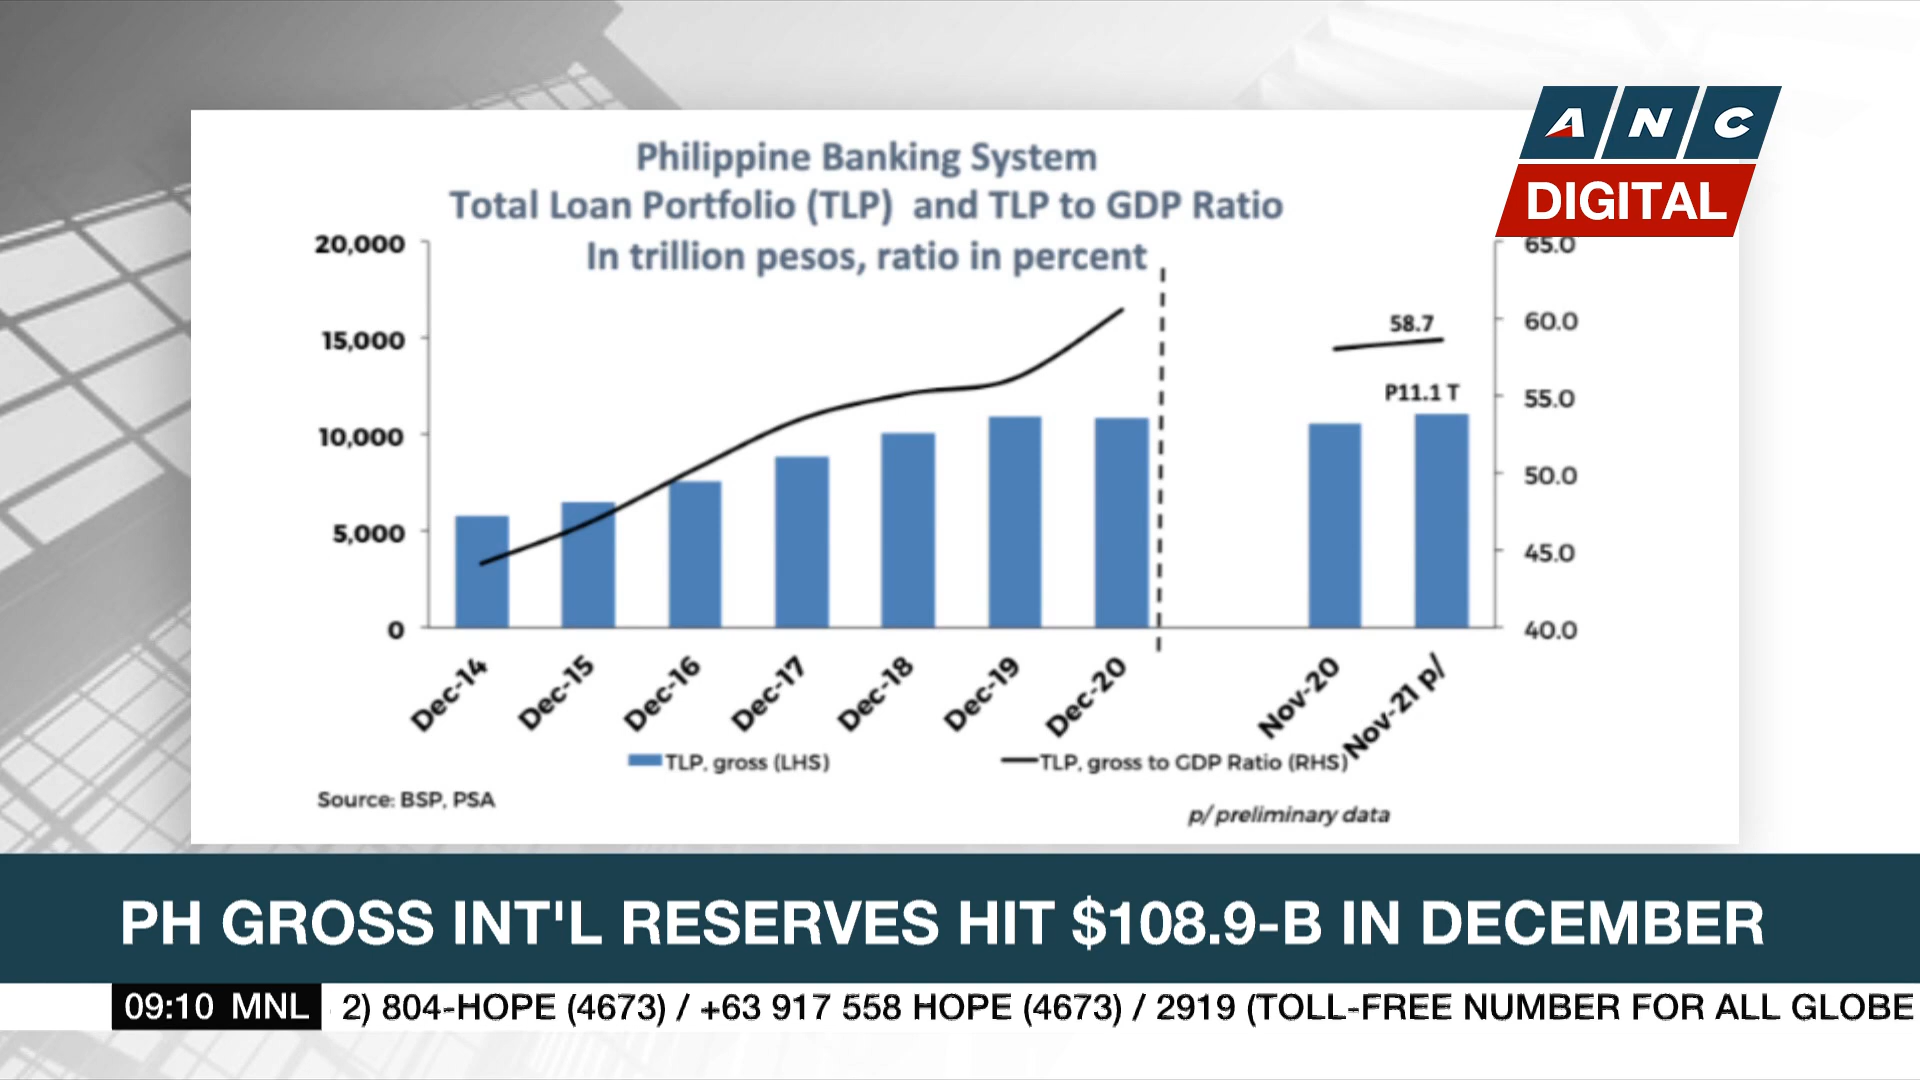 ANC
DIGITAL
Philippine Banking System
Total Loan Portfolio (TLP) and TLP to GDP Ratio
In trillion pesos, ratio in percent
20,000
15,000
10,000
5,000
0
65.0
60.0
55.0
50.0
45.0
40.0
58.7
P11.1 T
Dec-14
Dec-15
Dec-16
Dec-17
Dec-18
Dec-19
Dec-20
Nov-20
Nov-21 p/
TLP, gross (LHS)
TLP, gross to GDP Ratio (RHS)
Source: BSP, PSA
p/ preliminary data
PH GROSS INT'L RESERVES HIT $108.9-B IN DECEMBER
09:10 MNL 2) 804-HOPE (4673) / +63 917 558 HOPE (4673) / 2919 (TOLL-FREE NUMBER FOR ALL GLOBE